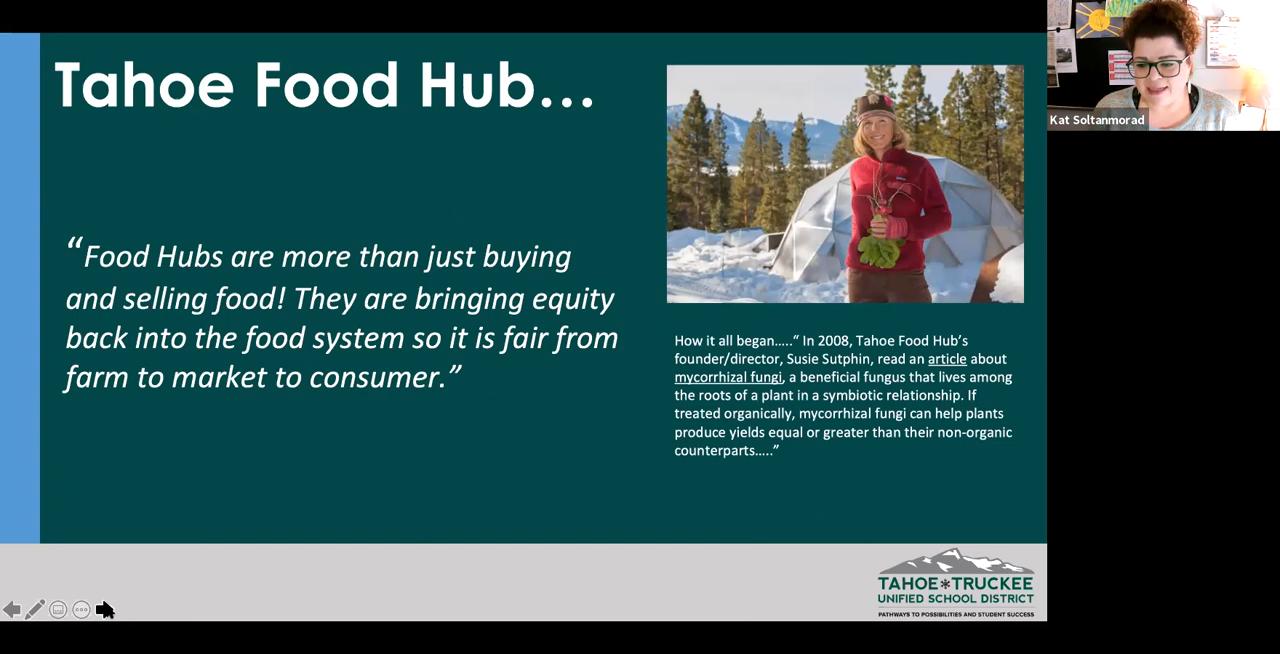 Tahoe Food Hub...
“Food Hubs are more than just buying
and selling food! They are bringing equity
back into the food system so it is fair from
farm to market to consumer.”
How it all began.....“ In 2008, Tahoe Food Hub’s
founder/director, Susie Sutphin, read an article about
mycorrhizal fungi, a beneficial fungus that lives among
the roots of a plant in a symbiotic relationship. If
treated organically, mycorrhizal fungi can help plants
produce yields equal or greater than their non-organic
counterparts…..”
TAHOE*TRUCKEE
UNIFIED SCHOOL DISTRICT
PATHWAYS TO POSSIBILITIES AND STUDENT SUCCESS
Kat Soltanmorad